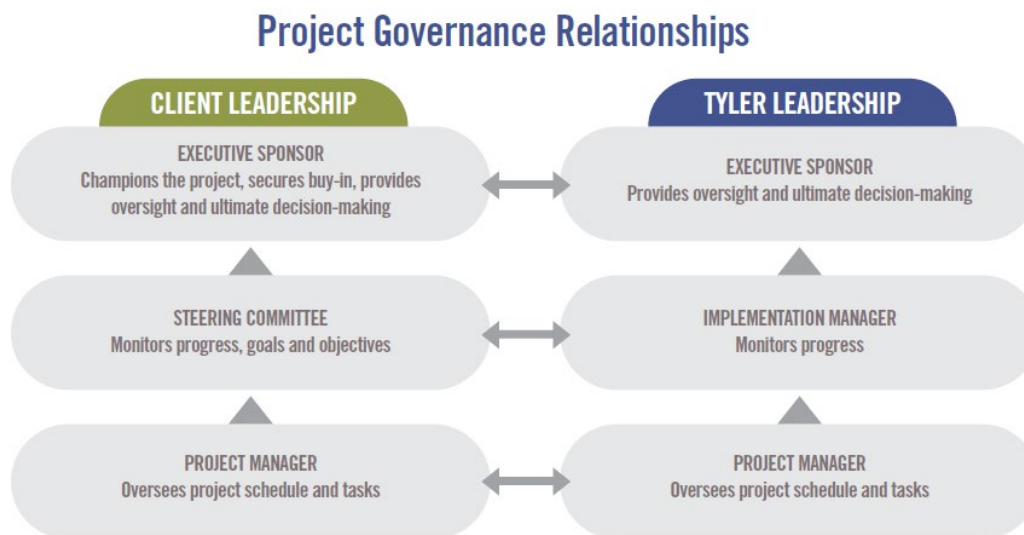 Project Governance Relationships
CLIENT LEADERSHIP
EXECUTIVE SPONSOR
Champions the project, secures buy-in, provides
oversight and ultimate decision-making
STEERING COMMITTEE
Monitors progress, goals and objectives
PROJECT MANAGER
Oversees project schedule and tasks
TYLER LEADERSHIP
EXECUTIVE SPONSOR
Provides oversight and ultimate decision-making
IMPLEMENTATION MANAGER
Monitors progress
PROJECT MANAGER
Oversees project schedule and tasks